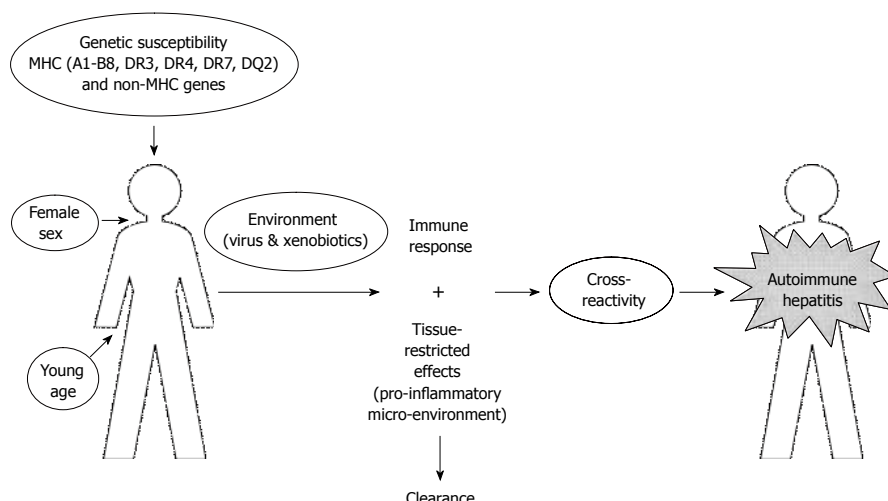 Genetic susceptibility
MHC (A1-B8, DR3, DR4, DR7, DQ2)
and non-MHC genes
Female
sex
Young
age
Environment
(virus & xenobiotics)
Immune
response
+
Tissue-
restricted
effects
(pro-inflammatory
micro-environment)
Clearance
Cross-
reactivity
Autoimmune
hepatitis